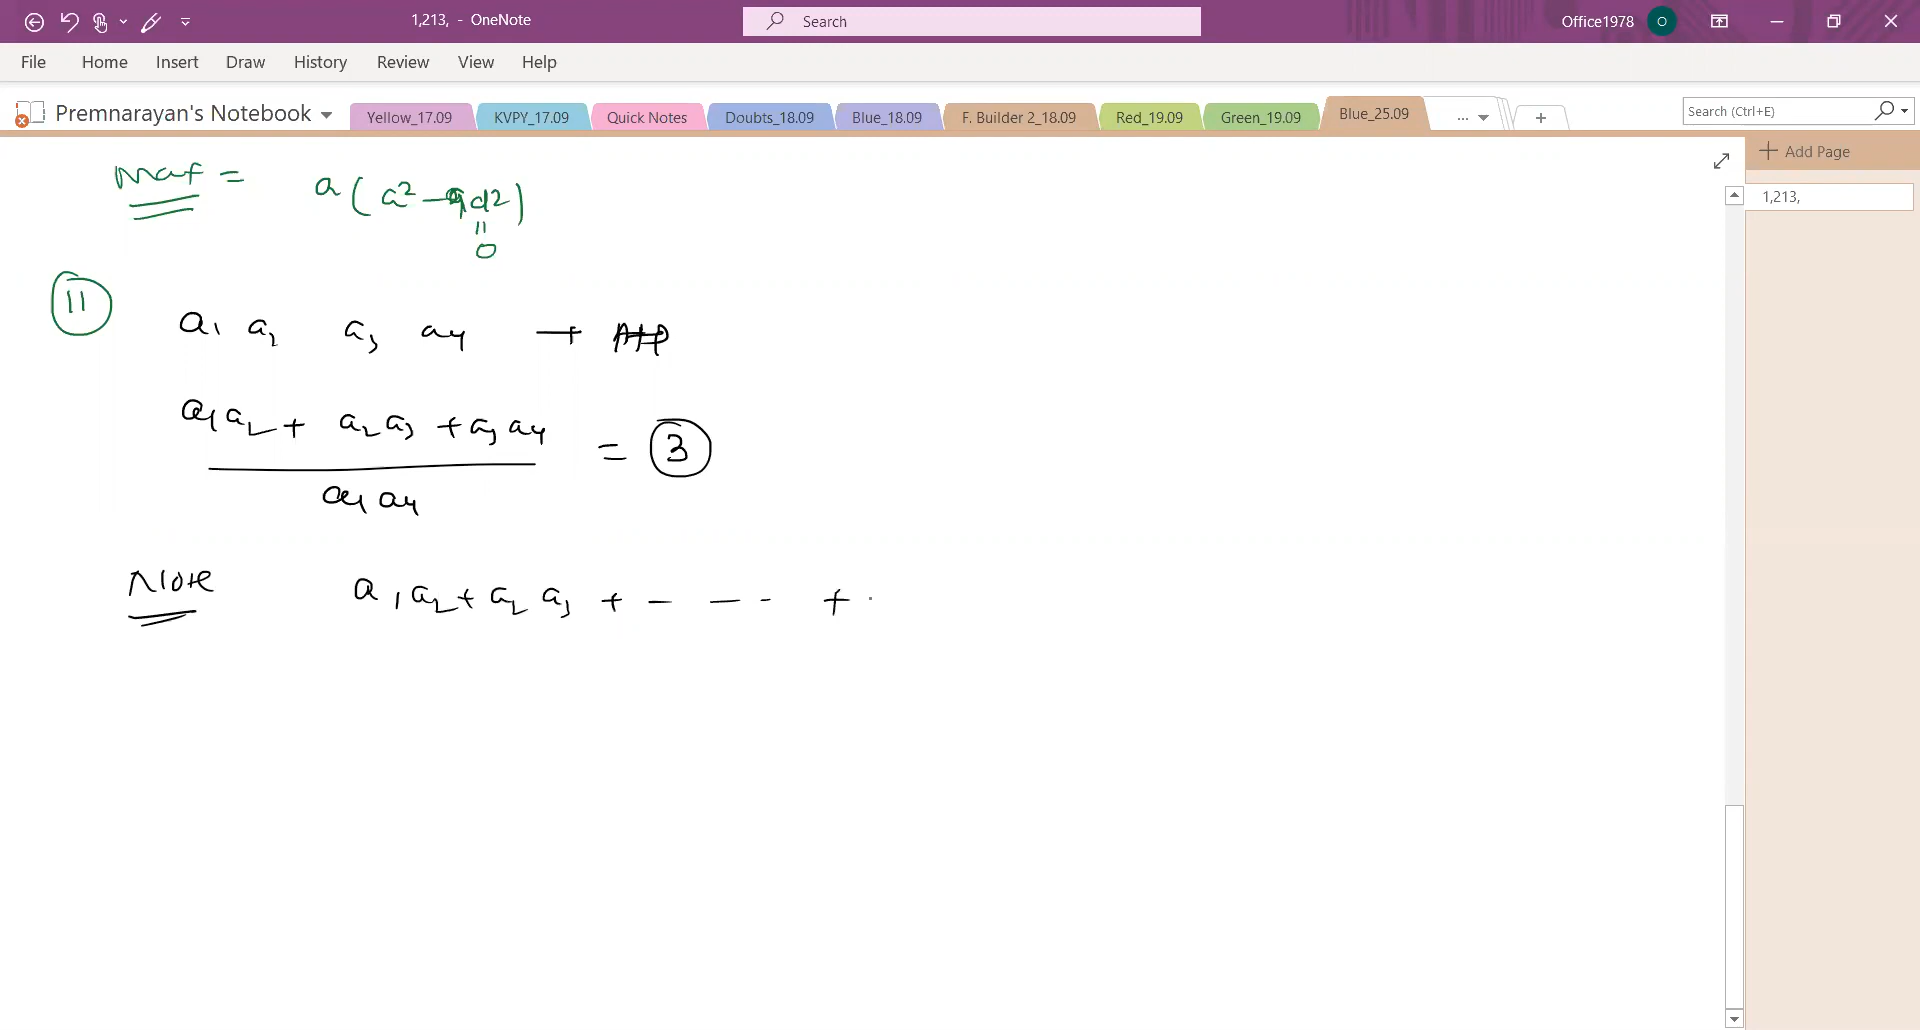 1,213, - OneNote
Search
Office1978
O
File Home Insert Draw History Review View Help
Premnarayan's Notebook
Yellow_17.09 KVPY_17.09 Quick Notes Doubts_18.09 Blue_18.09 F. Builder 2_18.09 Red_19.09 Green_19.09 Blue_25.09 ... +
Search (Ctrl+E)
Add Page
1,213,
a(a² - 9d²)
=
0
11
a₁ a₂ a₃ a₄ →
a₁a₂ + a₂a₃ + a₃a₄
= 3
a₁a₄
Note a₁a₂ + a₂a₃ + - - - +